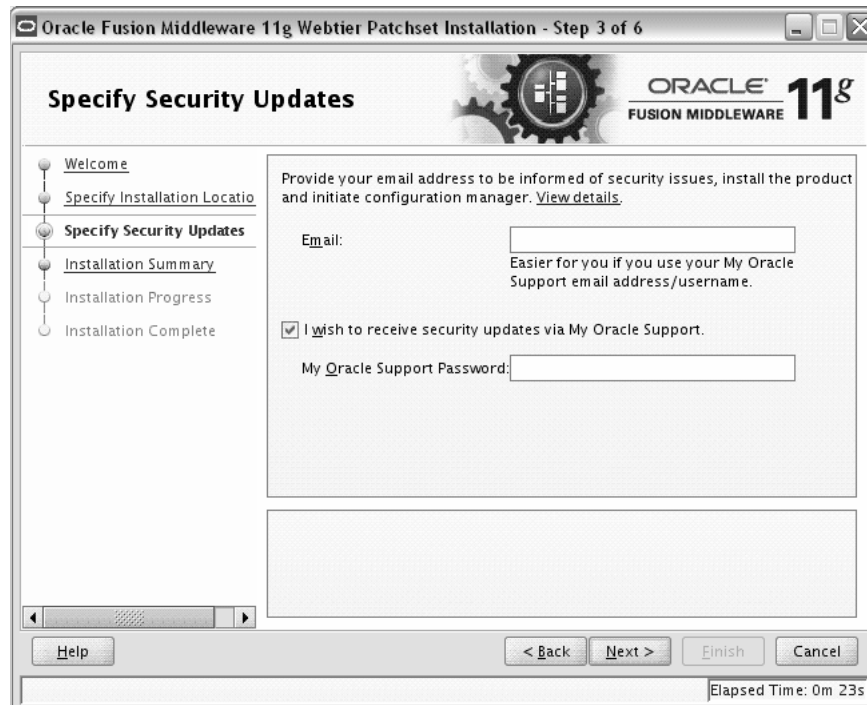 Oracle Fusion Middleware 11g Webtier Patchset Installation - Step 3 of 6
Specify Security Updates
ORACLE
FUSION MIDDLEWARE
11g
Welcome
Specify Installation Locatio
Specify Security Updates
Installation Summary
Installation Progress
Installation Complete
Provide your email address to be informed of security issues, install the product
and initiate configuration manager. View details.
Email:
Easier for you if you use your My Oracle
Support email address/username.
I wish to receive security updates via My Oracle Support.
My Oracle Support Password:
Help
< Back
Next >
Finish
Cancel
Elapsed Time: 0m 23s